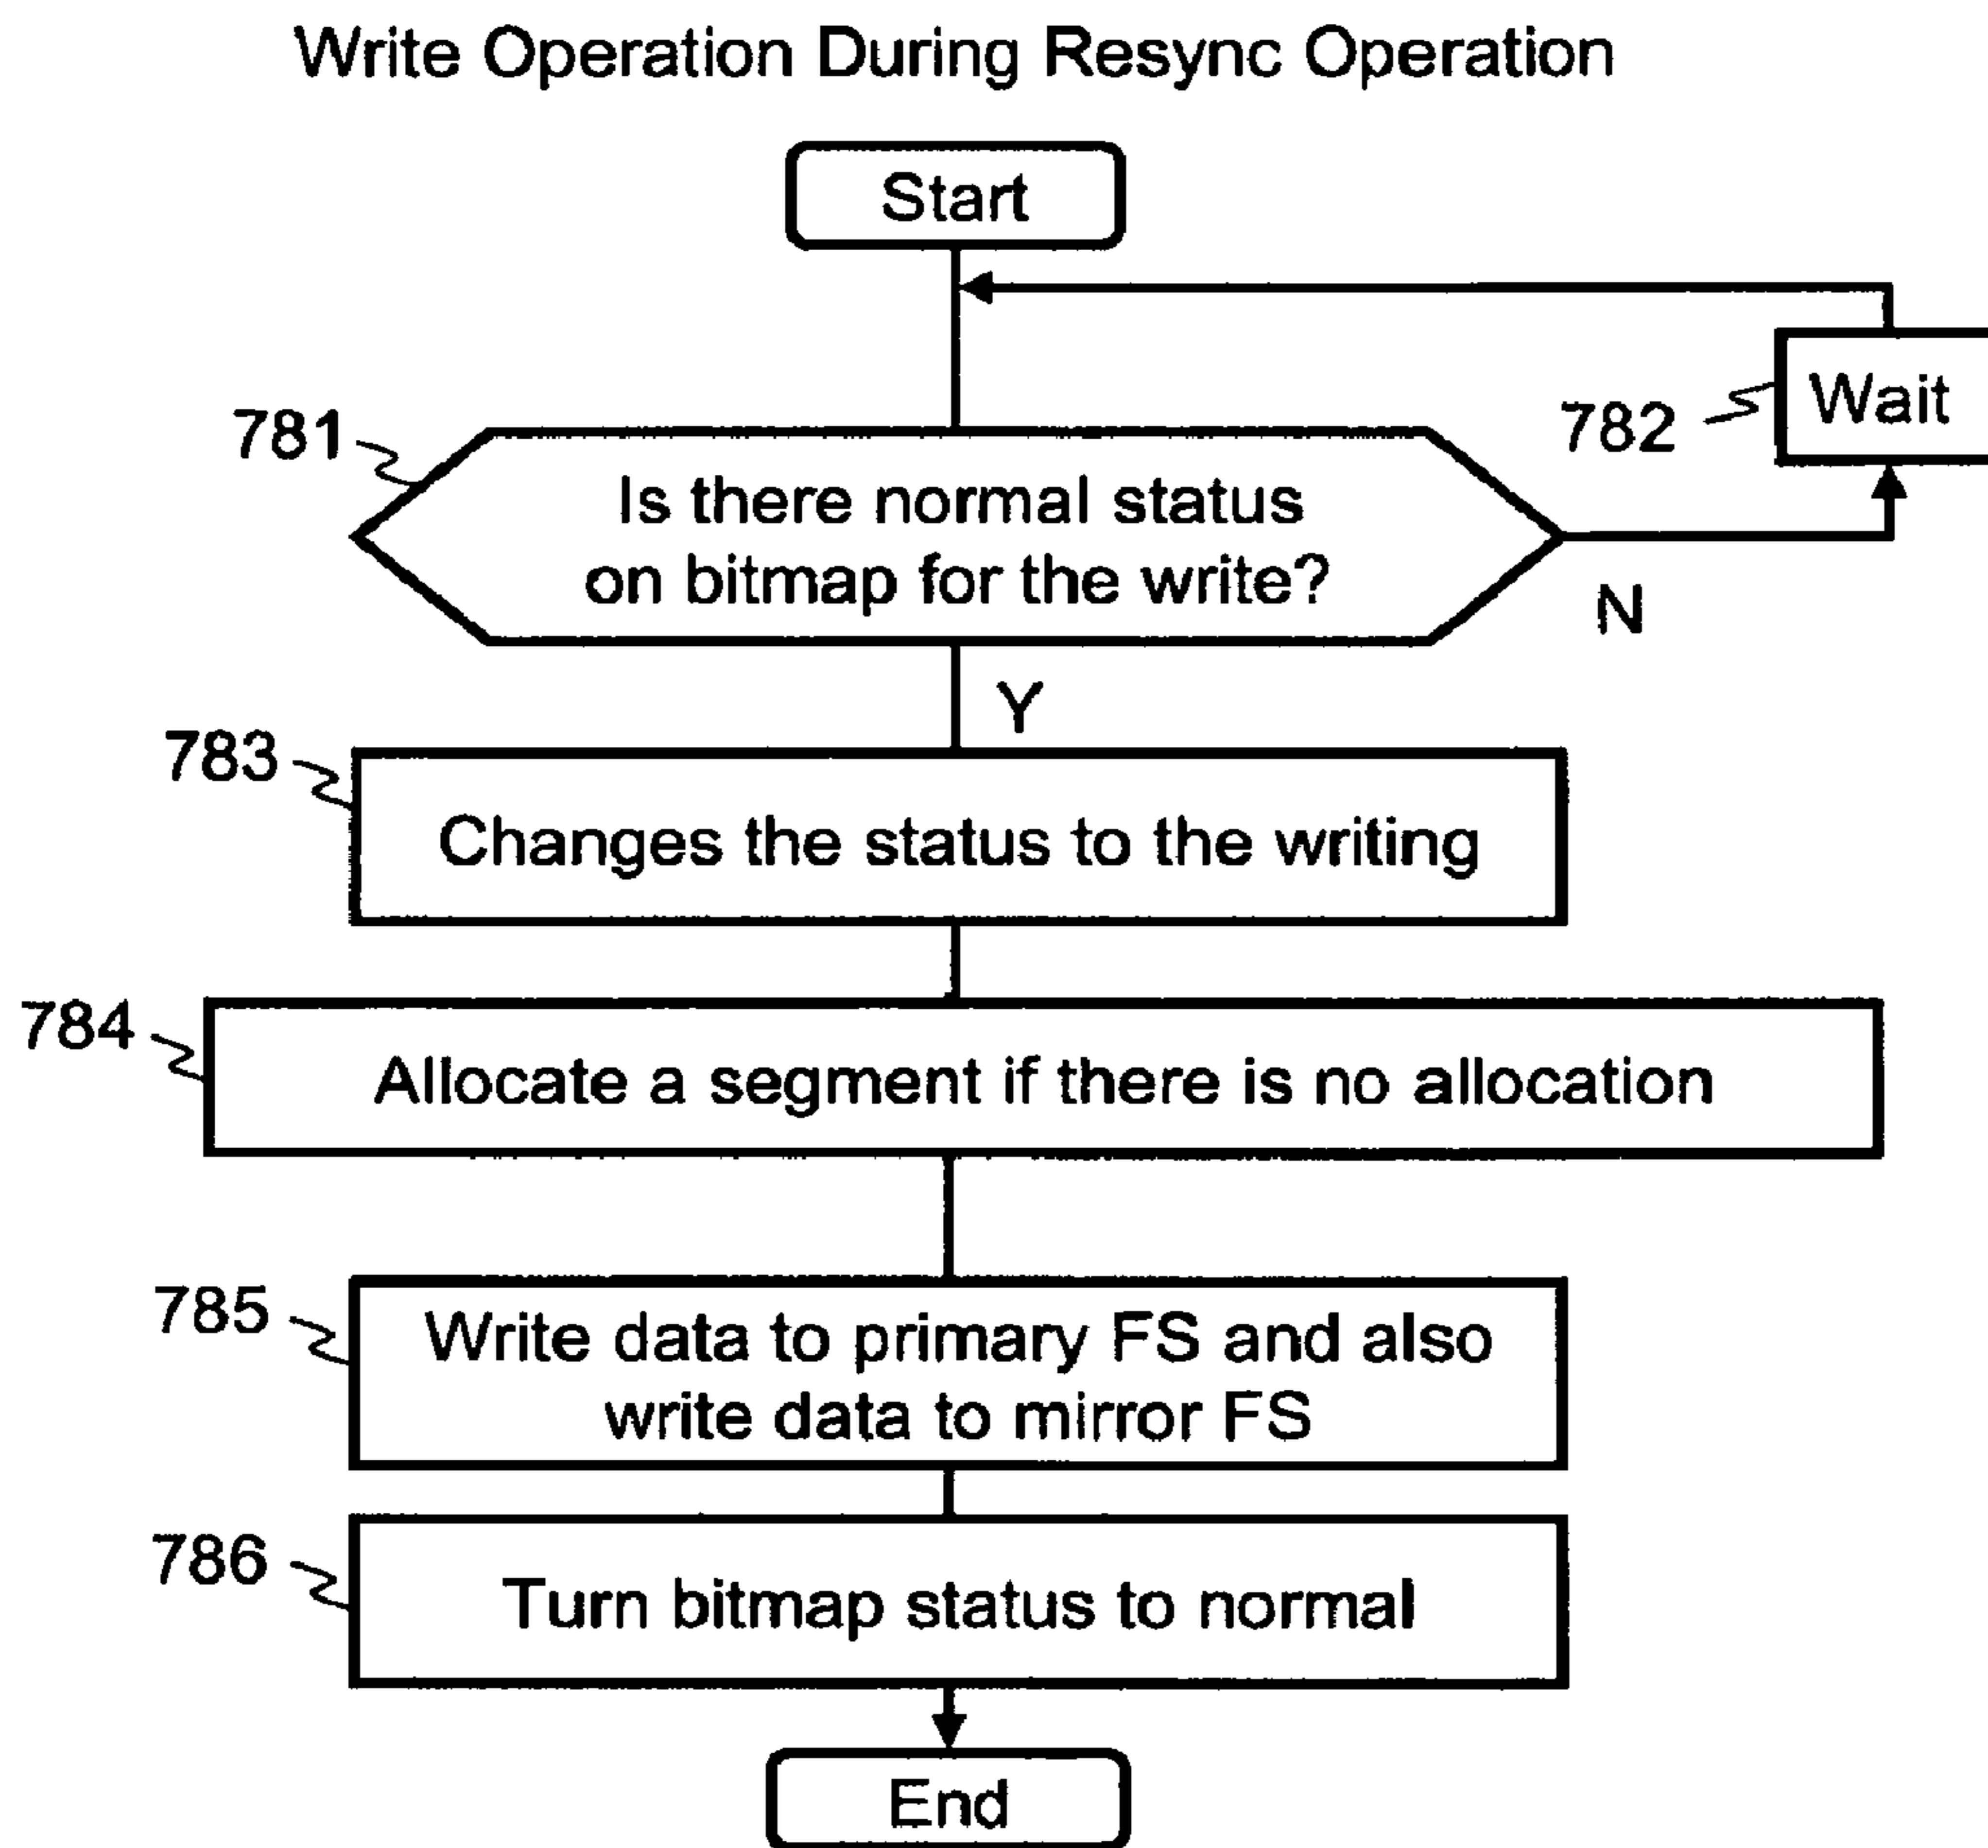 Write Operation During Resync Operation
Start
781
Is there normal status
on bitmap for the write?
782
Wait
N
Y
783
Changes the status to the writing
784
Allocate a segment if there is no allocation
785
Write data to primary FS and also
write data to mirror FS
786
Turn bitmap status to normal
End